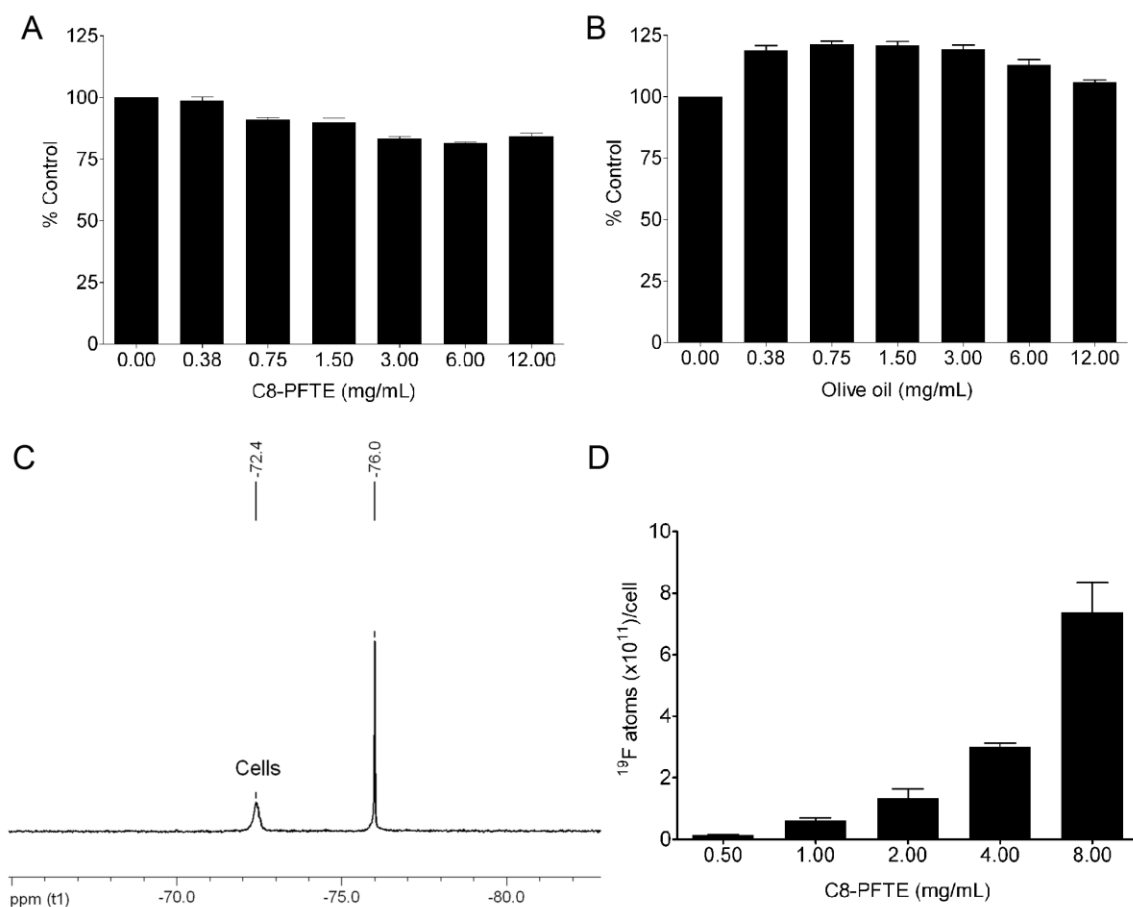 A
125
100
75
50
25
0
% Control
0.00 0.38 0.75 1.50 3.00 6.00 12.00
C8-PFTE (mg/mL)
B
125
100
75
50
25
0
% Control
0.00 0.38 0.75 1.50 3.00 6.00 12.00
Olive oil (mg/mL)
C
-72.4
-76.0
Cells
ppm (t1)
-70.0 -75.0 -80.0
D
10
8
6
4
2
0
¹⁹F atoms (x10¹¹)/cell
0.50 1.00 2.00 4.00 8.00
C8-PFTE (mg/mL)